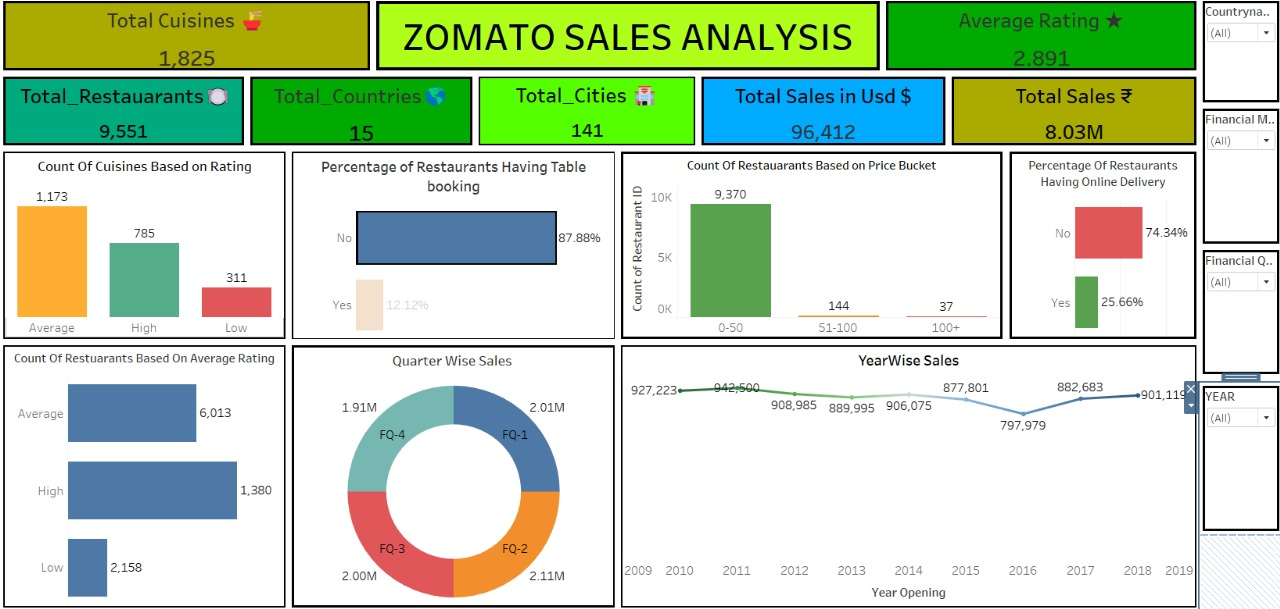 Total Cuisines 🍜
1,825
ZOMATO SALES ANALYSIS
Average Rating ★
2.891
Total_Restauarants 🍽
9,551
Total_Countries 🌎
15
Total_Cities 🏩
141
Total Sales in Usd $
96,412
Total Sales ₹
8.03M
Count Of Cuisines Based on Rating
1,173
785
311
Average
High
Low
Percentage of Restaurants Having Table
booking
No
87.88%
Yes
12.12%
Count Of Restauarants Based on Price Bucket
Count of Restaurant ID
10K
5K
0K
9,370
144
37
0-50
51-100
100+
Percentage Of Restaurants
Having Online Delivery
No
74.34%
Yes
25.66%
Count Of Restuarants Based On Average Rating
Average
6,013
High
1,380
Low
2,158
Quarter Wise Sales
1.91M
2.01M
FQ-4
FQ-1
FQ-3
FQ-2
2.00M
2.11M
YearWise Sales
927,223
942,500
908,985
889,995
906,075
877,801
797,979
882,683
901,119
2009
2010
2011
2012
2013
2014
2015
2016
2017
2018
2019
Year Opening
Countryna..
(All)
Financial M..
(All)
Financial Q..
(All)
YEAR
(All)